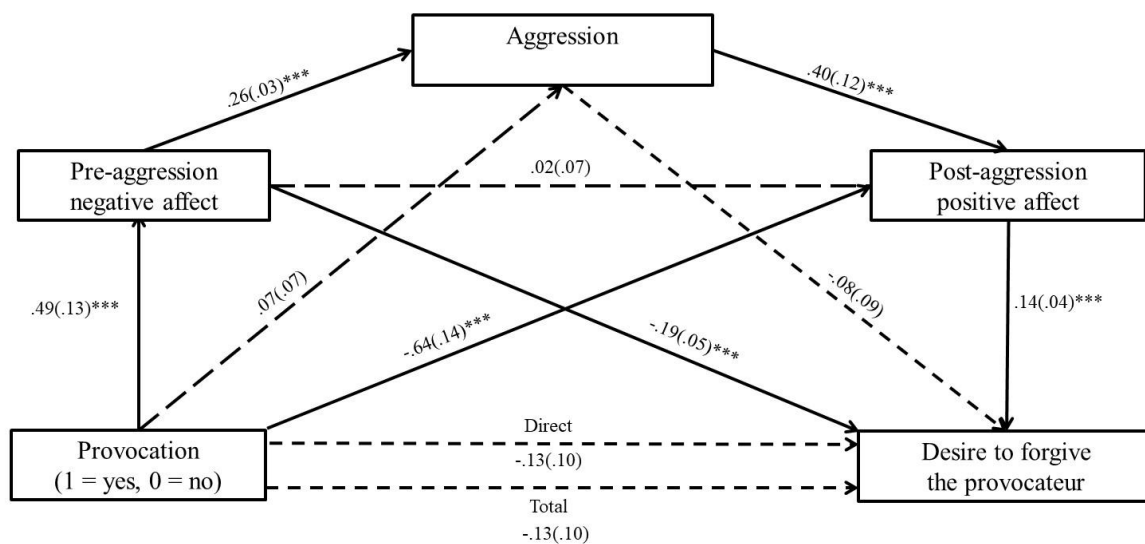 Aggression
.26(.03)***
.40(.12)***
Pre-aggression
negative affect
.02(.07)
Post-aggression
positive affect
.49(.13)***
.07(.07)
-.64(.14)***
-.19(.05)***
-.08(.09)
.14(.04)***
Provocation
(1 = yes, 0 = no)
Direct
-.13(.10)
Total
-.13(.10)
Desire to forgive
the provocateur